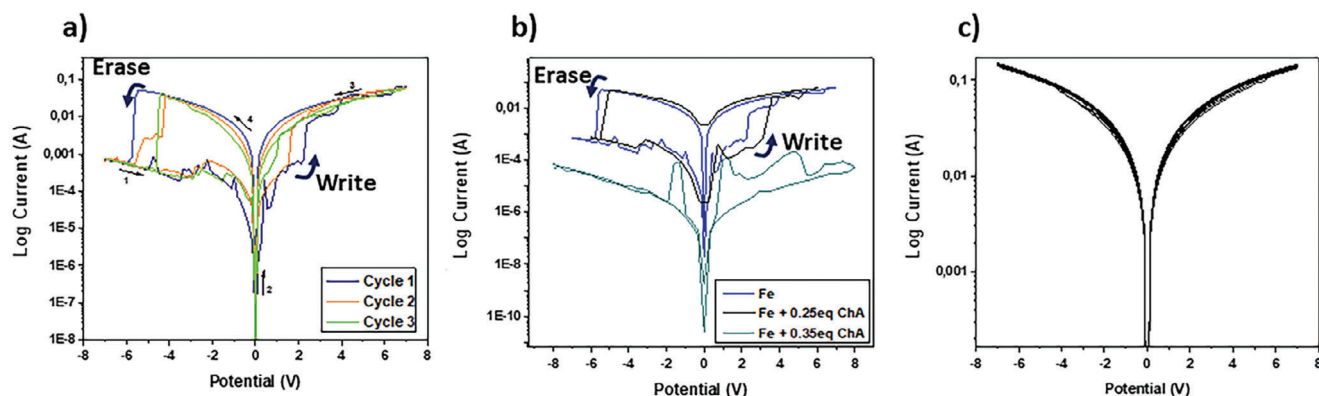 a)
Erase
Write
1
2
3
4
0,1
0,01
0,001
1E-4
1E-5
1E-6
1E-7
1E-8
-8 -6 -4 -2 0 2 4 6 8
Log Current (A)
Potential (V)
Cycle 1
Cycle 2
Cycle 3
b)
Erase
Write
0,01
1E-4
1E-6
1E-8
1E-10
-8 -6 -4 -2 0 2 4 6 8
Log Current (A)
Potential (V)
Fe
Fe + 0.25eq ChA
Fe + 0.35eq ChA
c)
0,1
0,01
0,001
-8 -6 -4 -2 0 2 4 6 8
Log Current (A)
Potential (V)